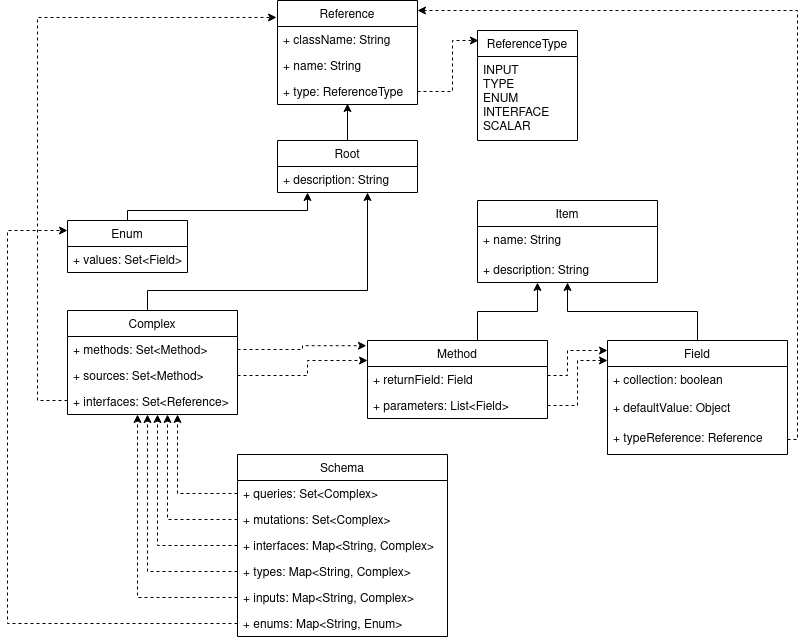 Reference
+ className: String
+ name: String
+ type: ReferenceType
ReferenceType
INPUT
TYPE
ENUM
INTERFACE
SCALAR
Root
+ description: String
Enum
+ values: Set<Field>
Item
+ name: String
+ description: String
Complex
+ methods: Set<Method>
+ sources: Set<Method>
+ interfaces: Set<Reference>
Method
+ returnField: Field
+ parameters: List<Field>
Field
+ collection: boolean
+ defaultValue: Object
+ typeReference: Reference
Schema
+ queries: Set<Complex>
+ mutations: Set<Complex>
+ interfaces: Map<String, Complex>
+ types: Map<String, Complex>
+ inputs: Map<String, Complex>
+ enums: Map<String, Enum>